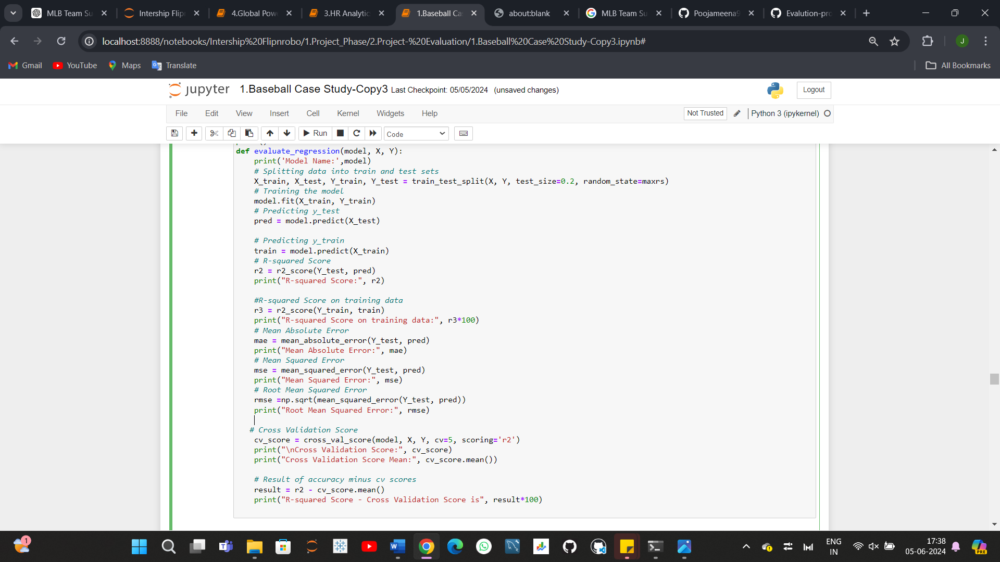 MLB Team Su
Intership Flip
4.Global Pow
3.HR Analytic
1.Baseball Ca
about:blank
MLB Team Su
Poojameena9
Evalution-pro
localhost:8888/notebooks/Intership%20Flipnrobo/1.Project_Phase/2.Project-%20Evaluation/1.Baseball%20Case%20Study-Copy3.ipynb#
J
Gmail
YouTube
Maps
Translate
All Bookmarks
jupyter 1.Baseball Case Study-Copy3 Last Checkpoint: 05/05/2024 (unsaved changes)
Logout
File Edit View Insert Cell Kernel Widgets Help
Not Trusted
Python 3 (ipykernel)
Run
Code
def evaluate_regression(model, X, Y):
    print('Model Name:',model)
    # Splitting data into train and test sets
    X_train, X_test, Y_train, Y_test = train_test_split(X, Y, test_size=0.2, random_state=maxrs)
    # Training the model
    model.fit(X_train, Y_train)
    # Predicting y_test
    pred = model.predict(X_test)
    # Predicting y_train
    train = model.predict(X_train)
    # R-squared Score
    r2 = r2_score(Y_test, pred)
    print("R-squared Score:", r2)
    #R-squared Score on training data
    r3 = r2_score(Y_train, train)
    print("R-squared Score on training data:", r3*100)
    # Mean Absolute Error
    mae = mean_absolute_error(Y_test, pred)
    print("Mean Absolute Error:", mae)
    # Mean Squared Error
    mse = mean_squared_error(Y_test, pred)
    print("Mean Squared Error:", mse)
    # Root Mean Squared Error
    rmse =np.sqrt(mean_squared_error(Y_test, pred))
    print("Root Mean Squared Error:", rmse)
   # Cross Validation Score
    cv_score = cross_val_score(model, X, Y, cv=5, scoring='r2')
    print("\nCross Validation Score:", cv_score)
    print("Cross Validation Score Mean:", cv_score.mean())
    # Result of accuracy minus cv scores
    result = r2 - cv_score.mean()
    print("R-squared Score - Cross Validation Score is", result*100)
1
ENG
IN
17:38
05-06-2024
PRE